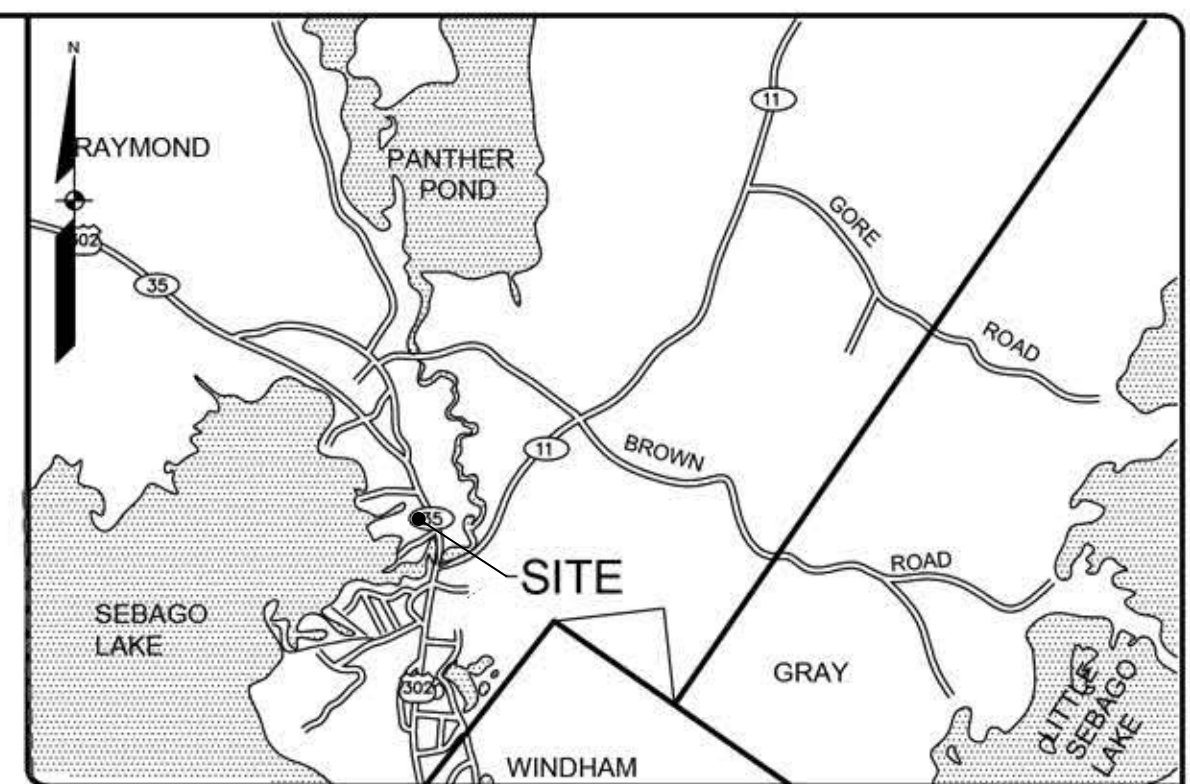 N
RAYMOND
PANTHER
POND
11
GORE
302
35
ROAD
11
BROWN
35
SITE
ROAD
SEBAGO
LAKE
GRAY
302
LITTLE
SEBAGO
LAKE
WINDHAM